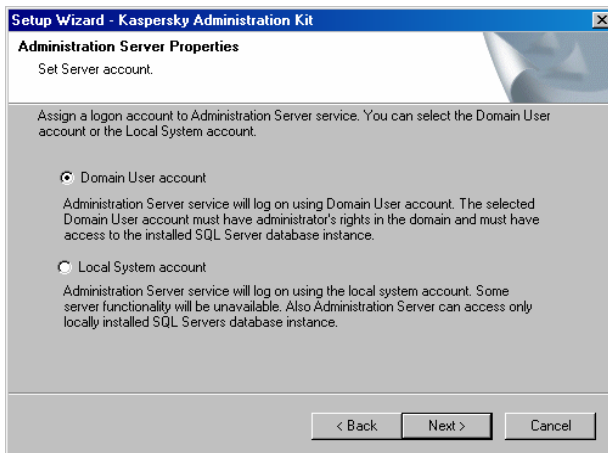 Setup Wizard - Kaspersky Administration Kit
Administration Server Properties
Set Server account.
Assign a logon account to Administration Server service. You can select the Domain User
account or the Local System account.
Domain User account
Administration Server service will log on using Domain User account. The selected
Domain User account must have administrator's rights in the domain and must have
access to the installed SQL Server database instance.
Local System account
Administration Server service will log on using the local system account. Some
server functionality will be unavailable. Also Administration Server can access only
locally installed SQL Servers database instance.
< Back Next > Cancel